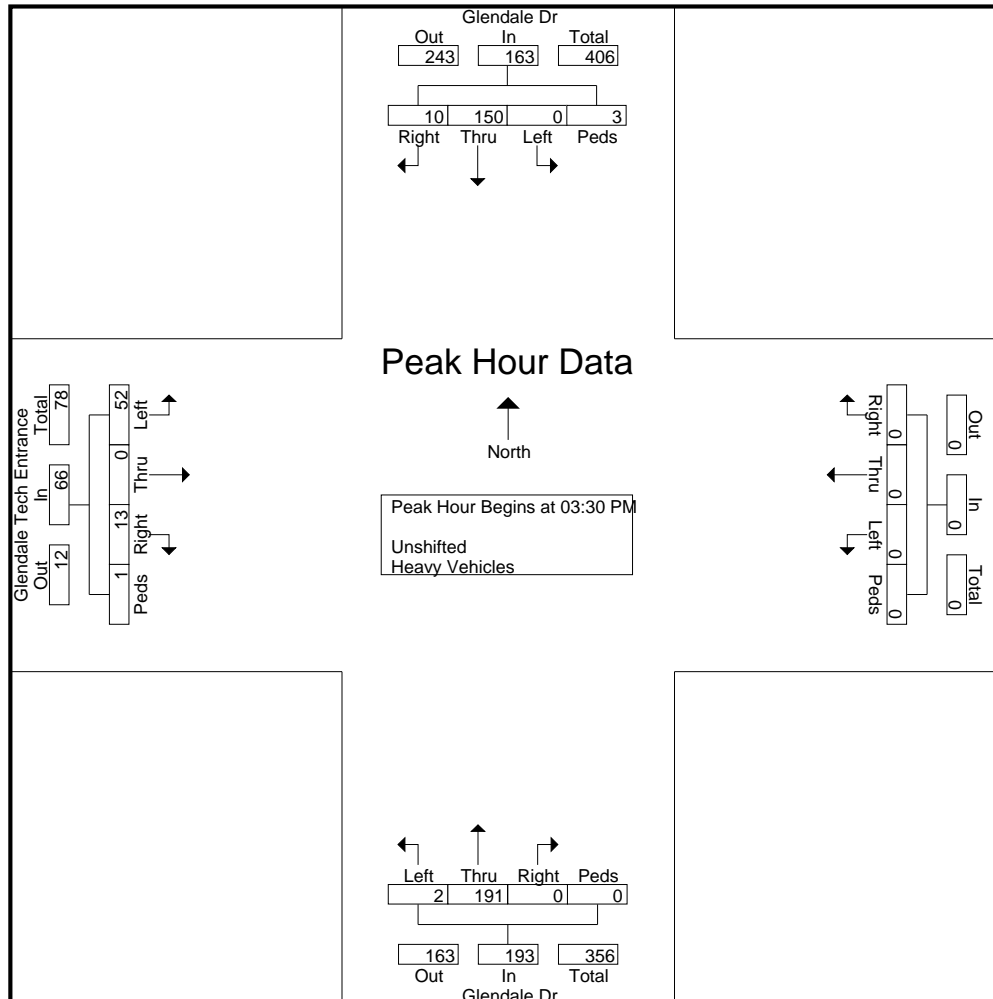 Glendale Dr
Out In Total
243 163 406
10 150 0 3
Right Thru Left Peds
Peak Hour Data
North
Peak Hour Begins at 03:30 PM
Unshifted
Heavy Vehicles
Glendale Tech Entrance
Out In Total
12 66 78
1 13 0 52
Peds Right Thru Left
Out In Total
0 0 0
0 0 0 0
Right Thru Left Peds
Left Thru Right Peds
2 191 0 0
163 193 356
Out In Total
Glendale Dr